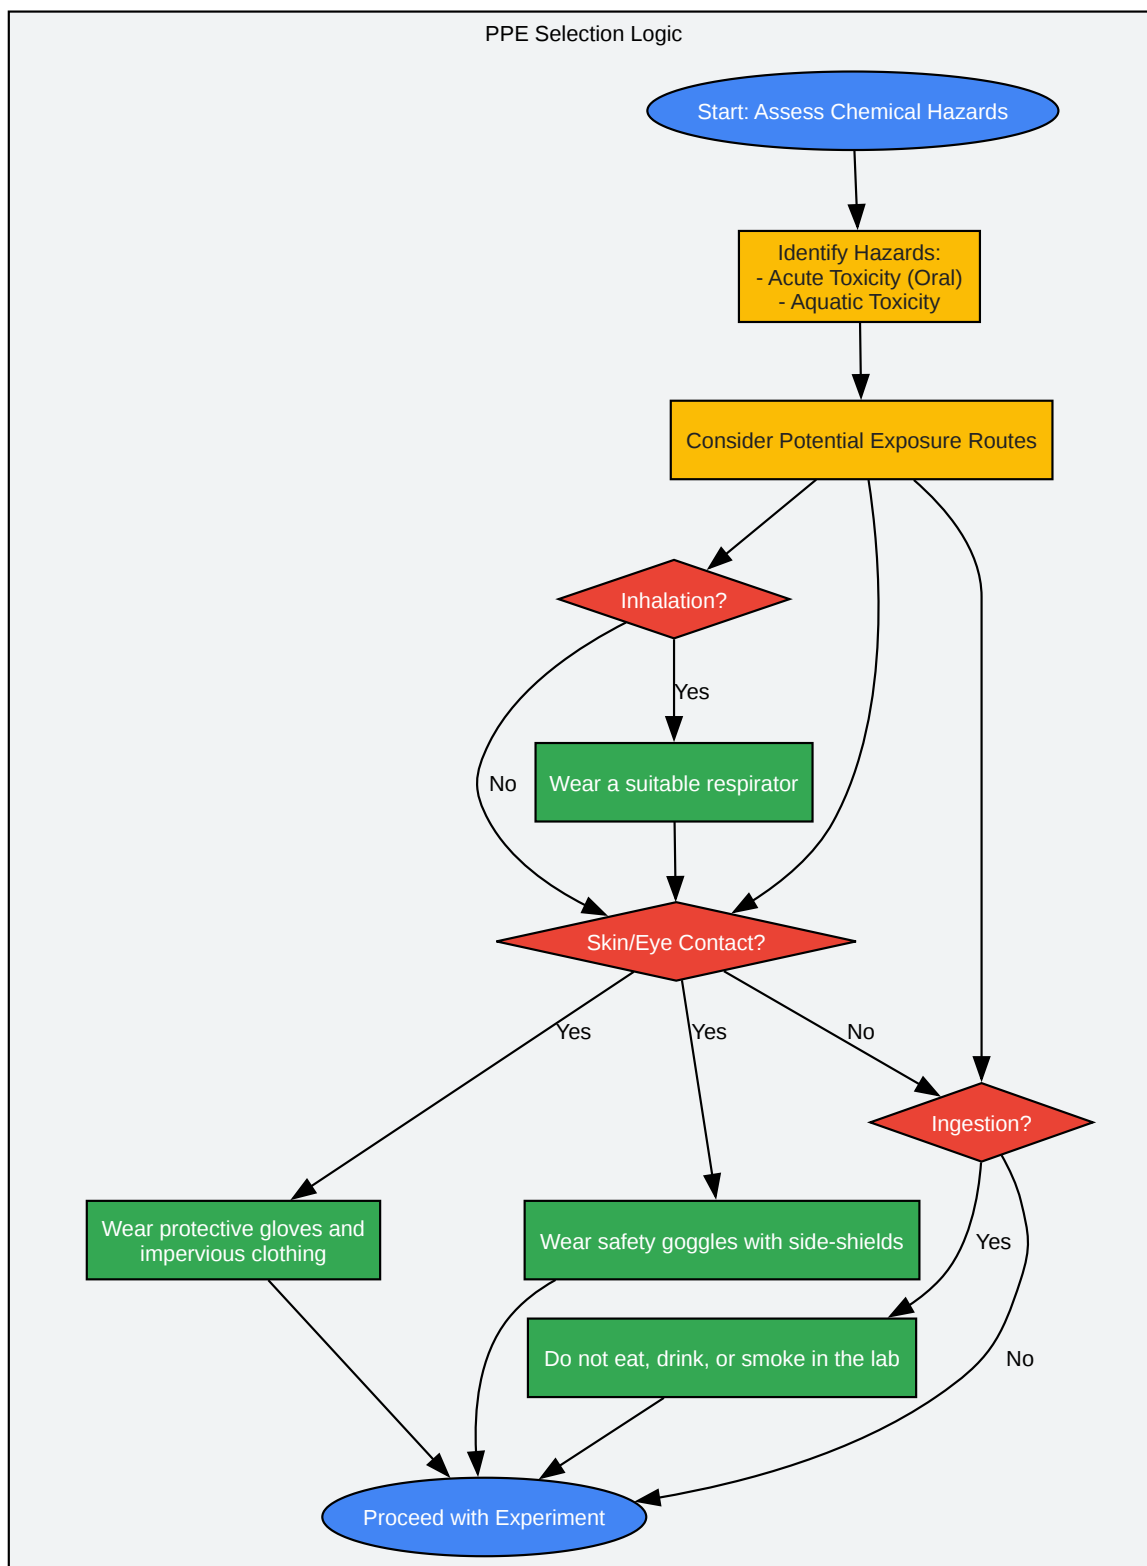 PPE Selection Logic
Start: Assess Chemical Hazards
Identify Hazards:
- Acute Toxicity (Oral)
- Aquatic Toxicity
Consider Potential Exposure Routes
Inhalation?
Yes
No
Wear a suitable respirator
Skin/Eye Contact?
Yes
Yes
No
Ingestion?
Wear protective gloves and
impervious clothing
Wear safety goggles with side-shields
Yes
Do not eat, drink, or smoke in the lab
No
Proceed with Experiment